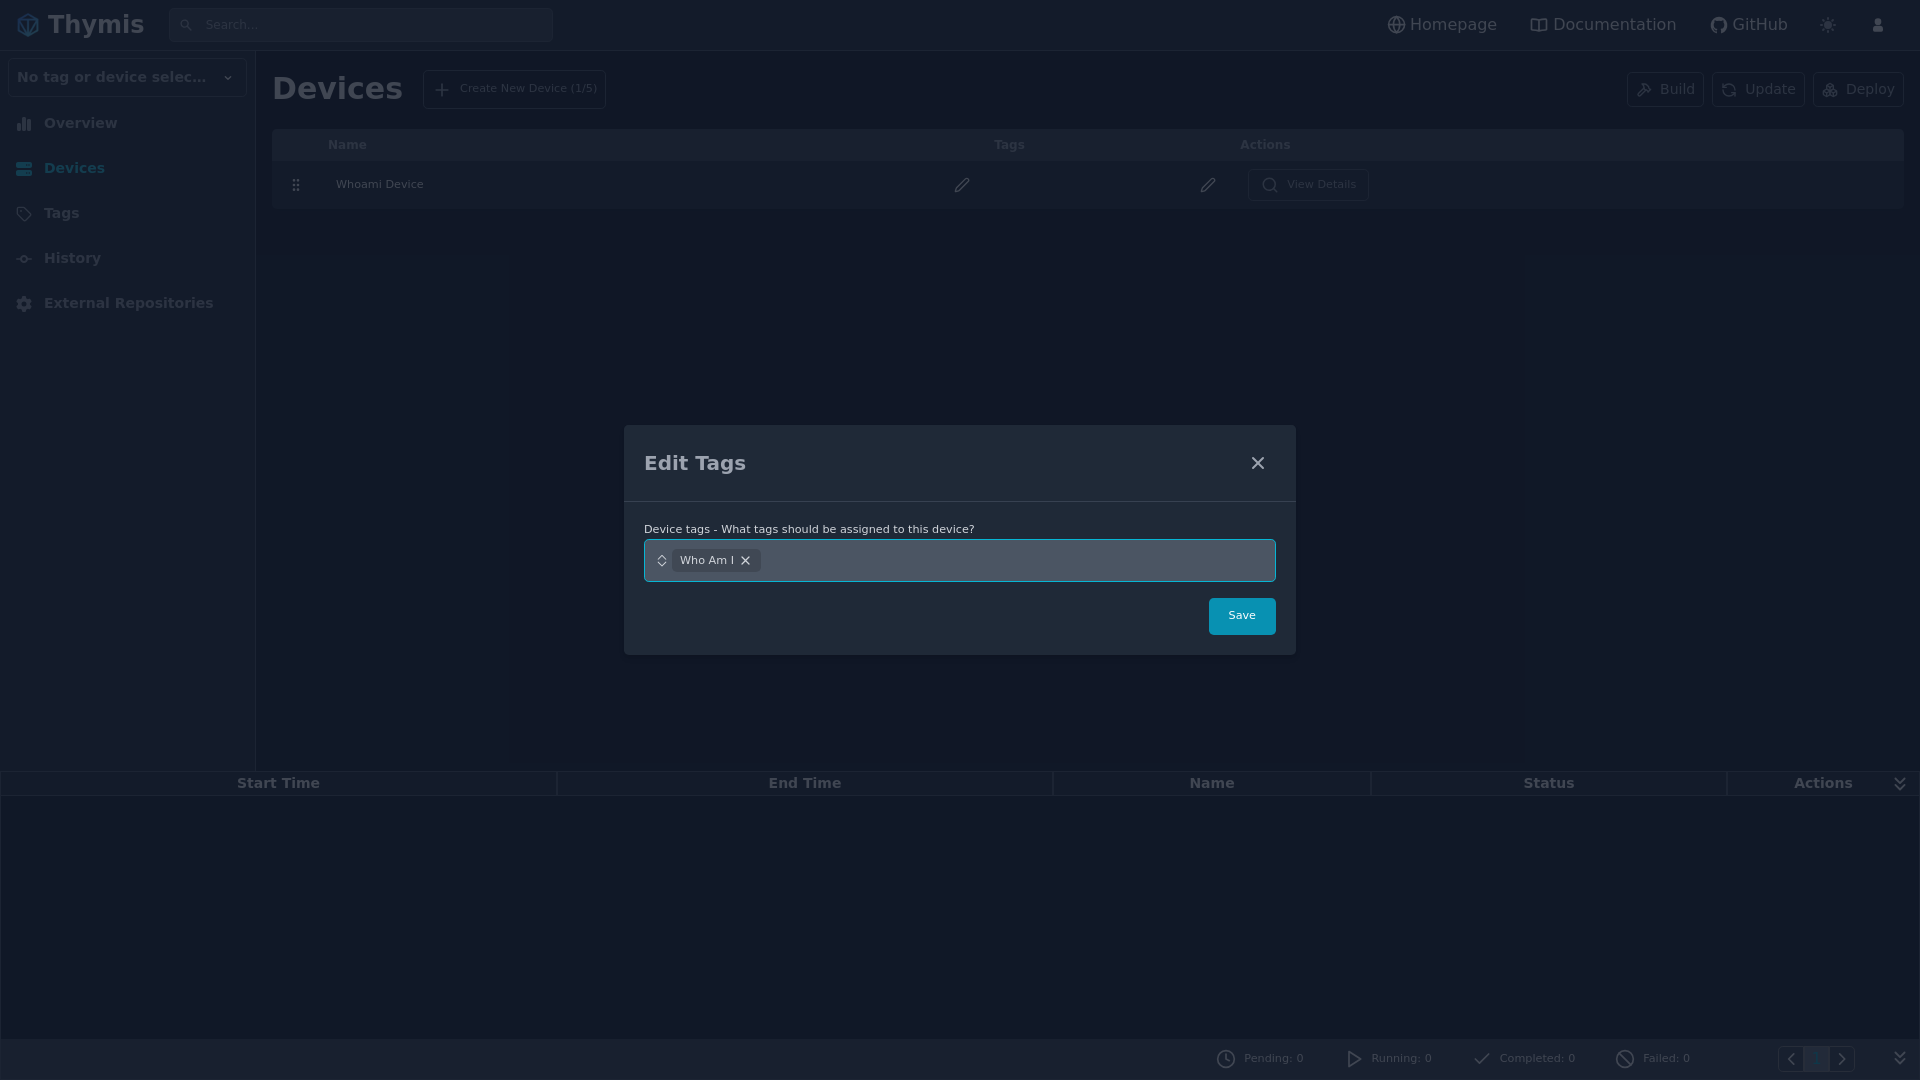 Thymis
Search...
Homepage
Documentation
GitHub
No tag or device selec...
Overview
Devices
Tags
History
External Repositories
Devices
Create New Device (1/5)
Build
Update
Deploy
Name
Tags
Actions
Whoami Device
View Details
Edit Tags
Device tags - What tags should be assigned to this device?
Who Am I
Save
Start Time
End Time
Name
Status
Actions
Pending: 0
Running: 0
Completed: 0
Failed: 0